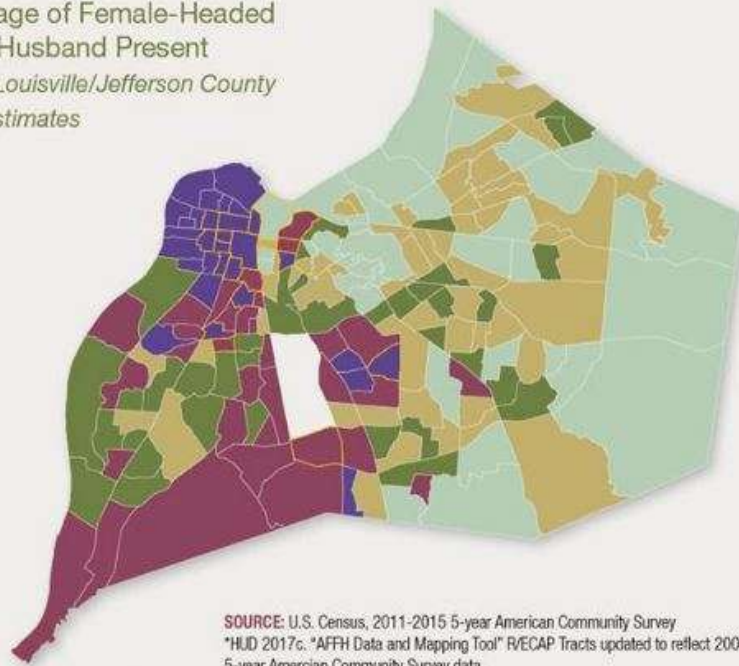 age of Female-Headed
Husband Present
Louisville/Jefferson County
stimates
SOURCE: U.S. Census, 2011-2015 5-year American Community Survey
*HUD 2017c. "AFFH Data and Mapping Tool" R/ECAP Tracts updated to reflect 200
5-year Amercian Community Survey data